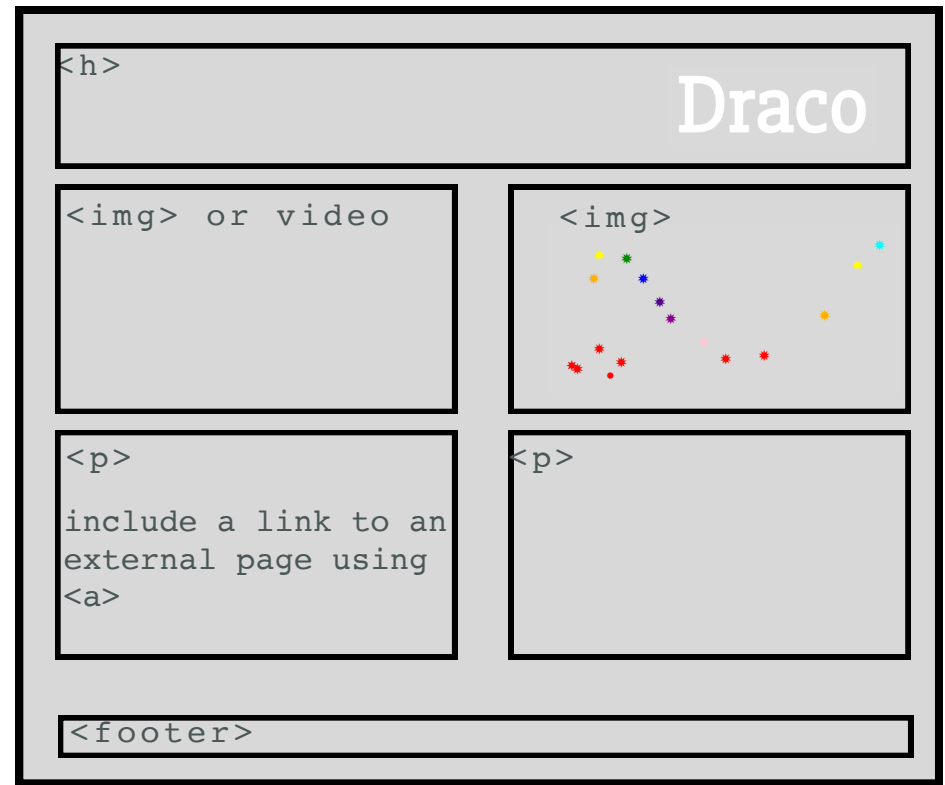 <h>
Draco
<img> or video
<img>
<p>
include a link to an
external page using
<a>
<p>
<footer>